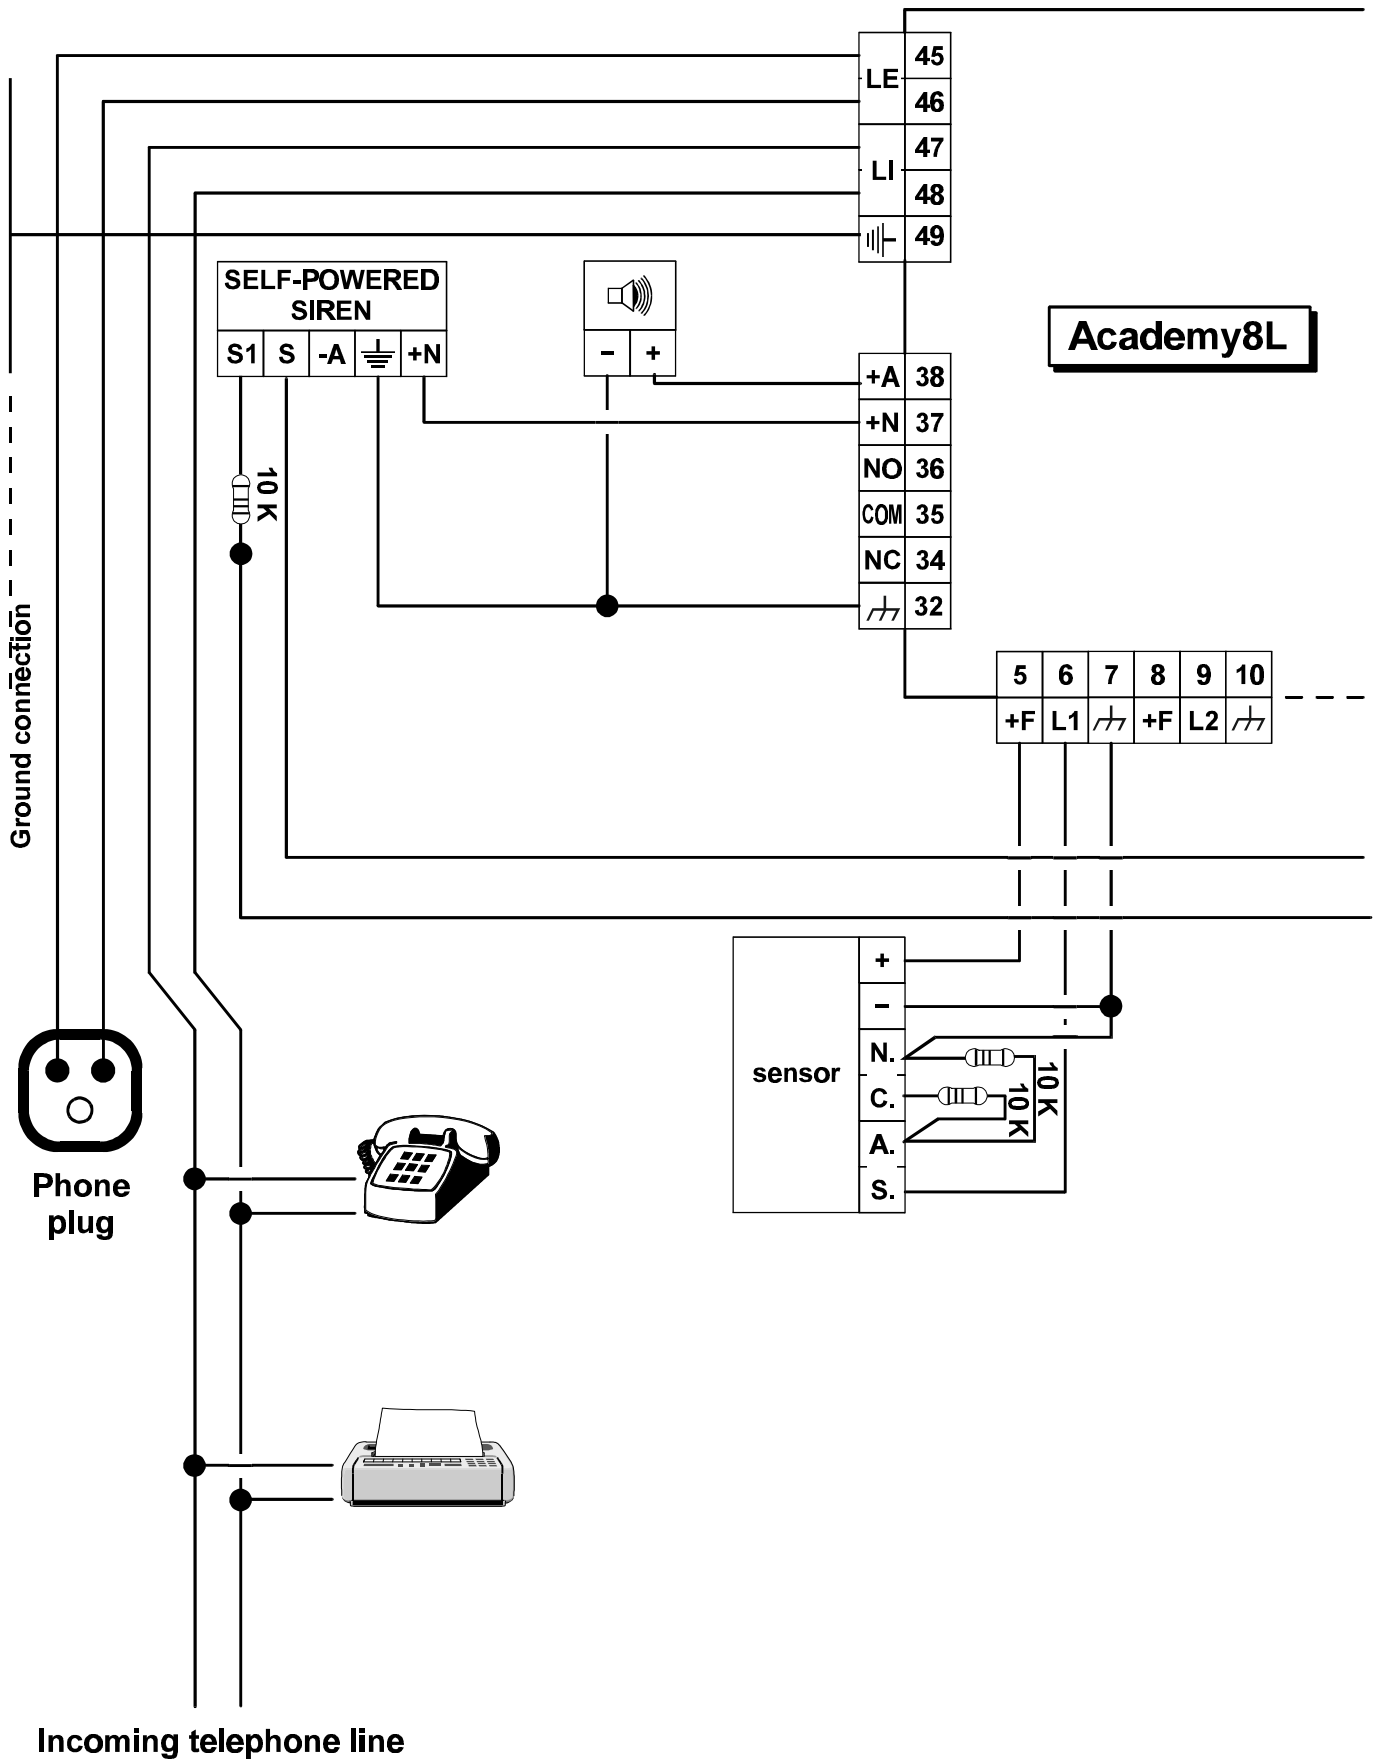 45
LE
46
47
LI
48
49
SELF-POWERED
SIREN
S1 S -A +N
− +
Academy8L
+A 38
+N 37
NO 36
COM 35
NC 34
32
10 K
Ground connection
5 6 7 8 9 10
+F L1 +F L2
sensor
+
−
N.
C.
A.
S.
10 K
10 K
Phone
plug
Incoming telephone line